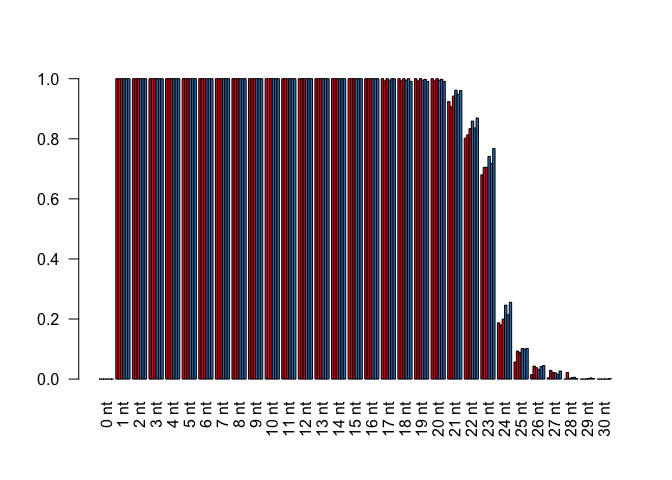 1.0
0.8
0.6
0.4
0.2
0.0
0 nt
1 nt
2 nt
3 nt
4 nt
5 nt
6 nt
7 nt
8 nt
9 nt
10 nt
11 nt
12 nt
13 nt
14 nt
15 nt
16 nt
17 nt
18 nt
19 nt
20 nt
21 nt
22 nt
23 nt
24 nt
25 nt
26 nt
27 nt
28 nt
29 nt
30 nt